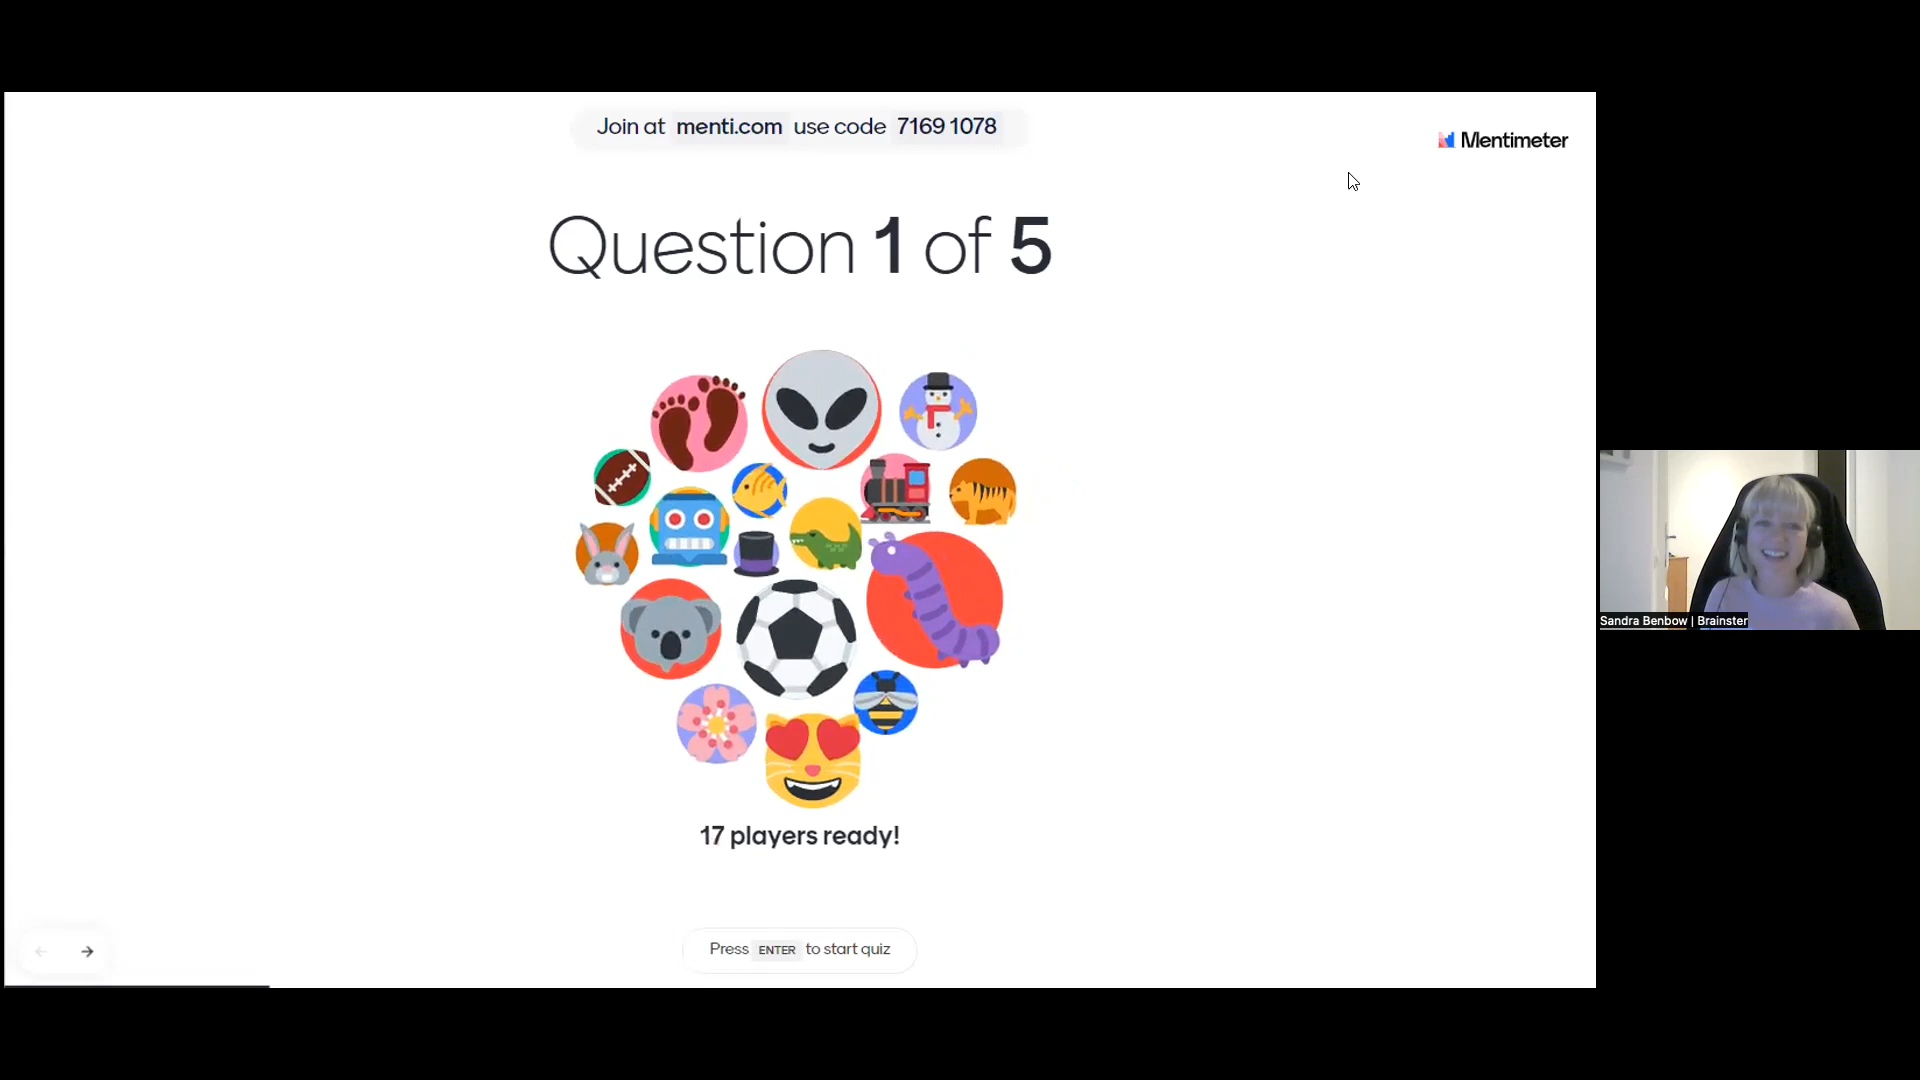 Join at menti.com use code 7169 1078
Mentimeter
Question 1 of 5
17 players ready!
Press ENTER to start quiz
Sandra Benbow | Brainster